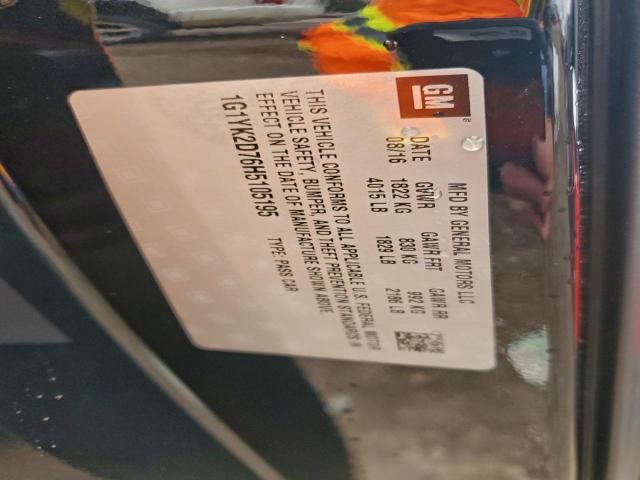 GM®
MFD BY GENERAL MOTORS LLC
DATE GVWR GAWR FRT GAWR RR
08/16 1822 KG 830 KG 992 KG
4015 LB 1829 LB 2186 LB
THIS VEHICLE CONFORMS TO ALL APPLICABLE U.S. FEDERAL MOTOR
VEHICLE SAFETY, BUMPER, AND THEFT PREVENTION STANDARDS IN
EFFECT ON THE DATE OF MANUFACTURE SHOWN ABOVE.
1G1YK2D76H5105195 TYPE: PASS CAR